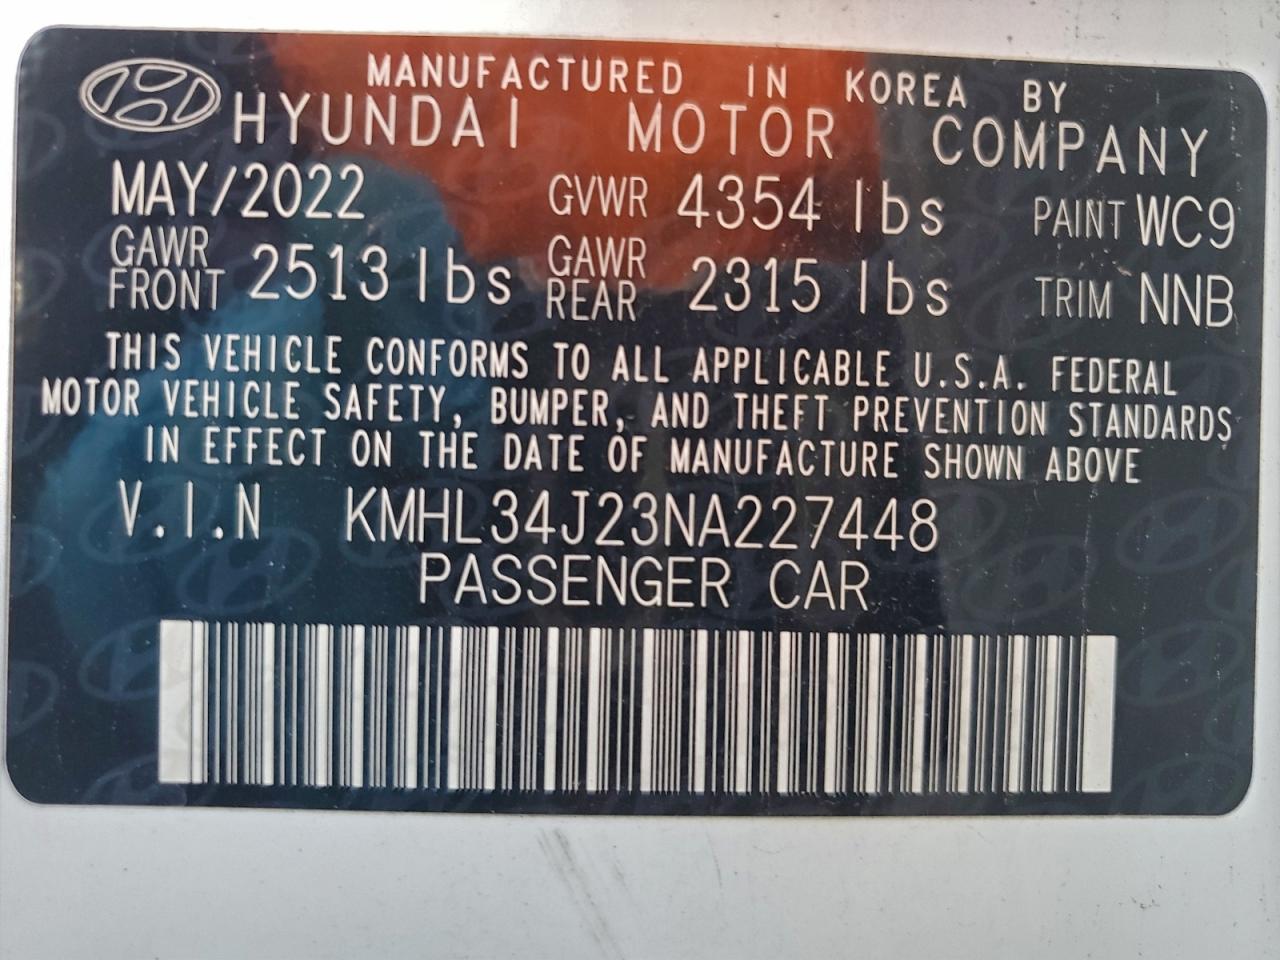 MANUFACTURED IN KOREA BY
HYUNDAI MOTOR COMPANY
MAY/2022 GVWR 4354 lbs PAINT WC9
GAWR FRONT 2513 lbs GAWR REAR 2315 lbs TRIM NNB
THIS VEHICLE CONFORMS TO ALL APPLICABLE U.S.A. FEDERAL
MOTOR VEHICLE SAFETY, BUMPER, AND THEFT PREVENTION STANDARDS
IN EFFECT ON THE DATE OF MANUFACTURE SHOWN ABOVE
V.I.N KMHL34J23NA227448
PASSENGER CAR